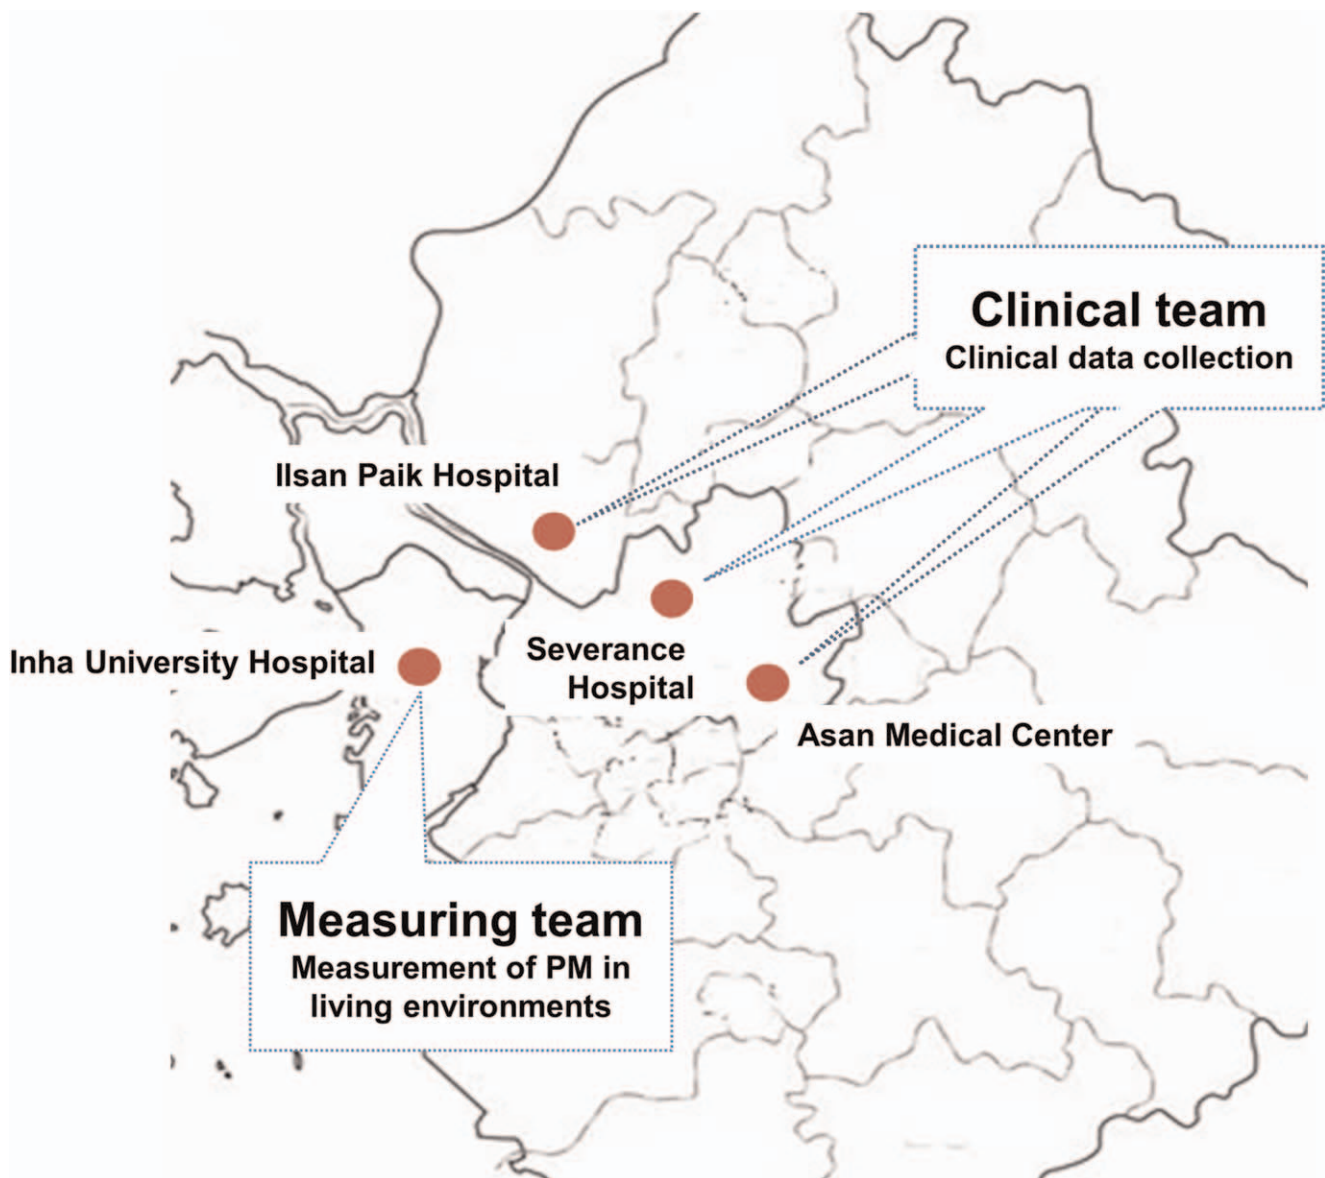 Clinical team
Clinical data collection
Ilsan Paik Hospital
Inha University Hospital
Severance
Hospital
Asan Medical Center
Measuring team
Measurement of PM in
living environments